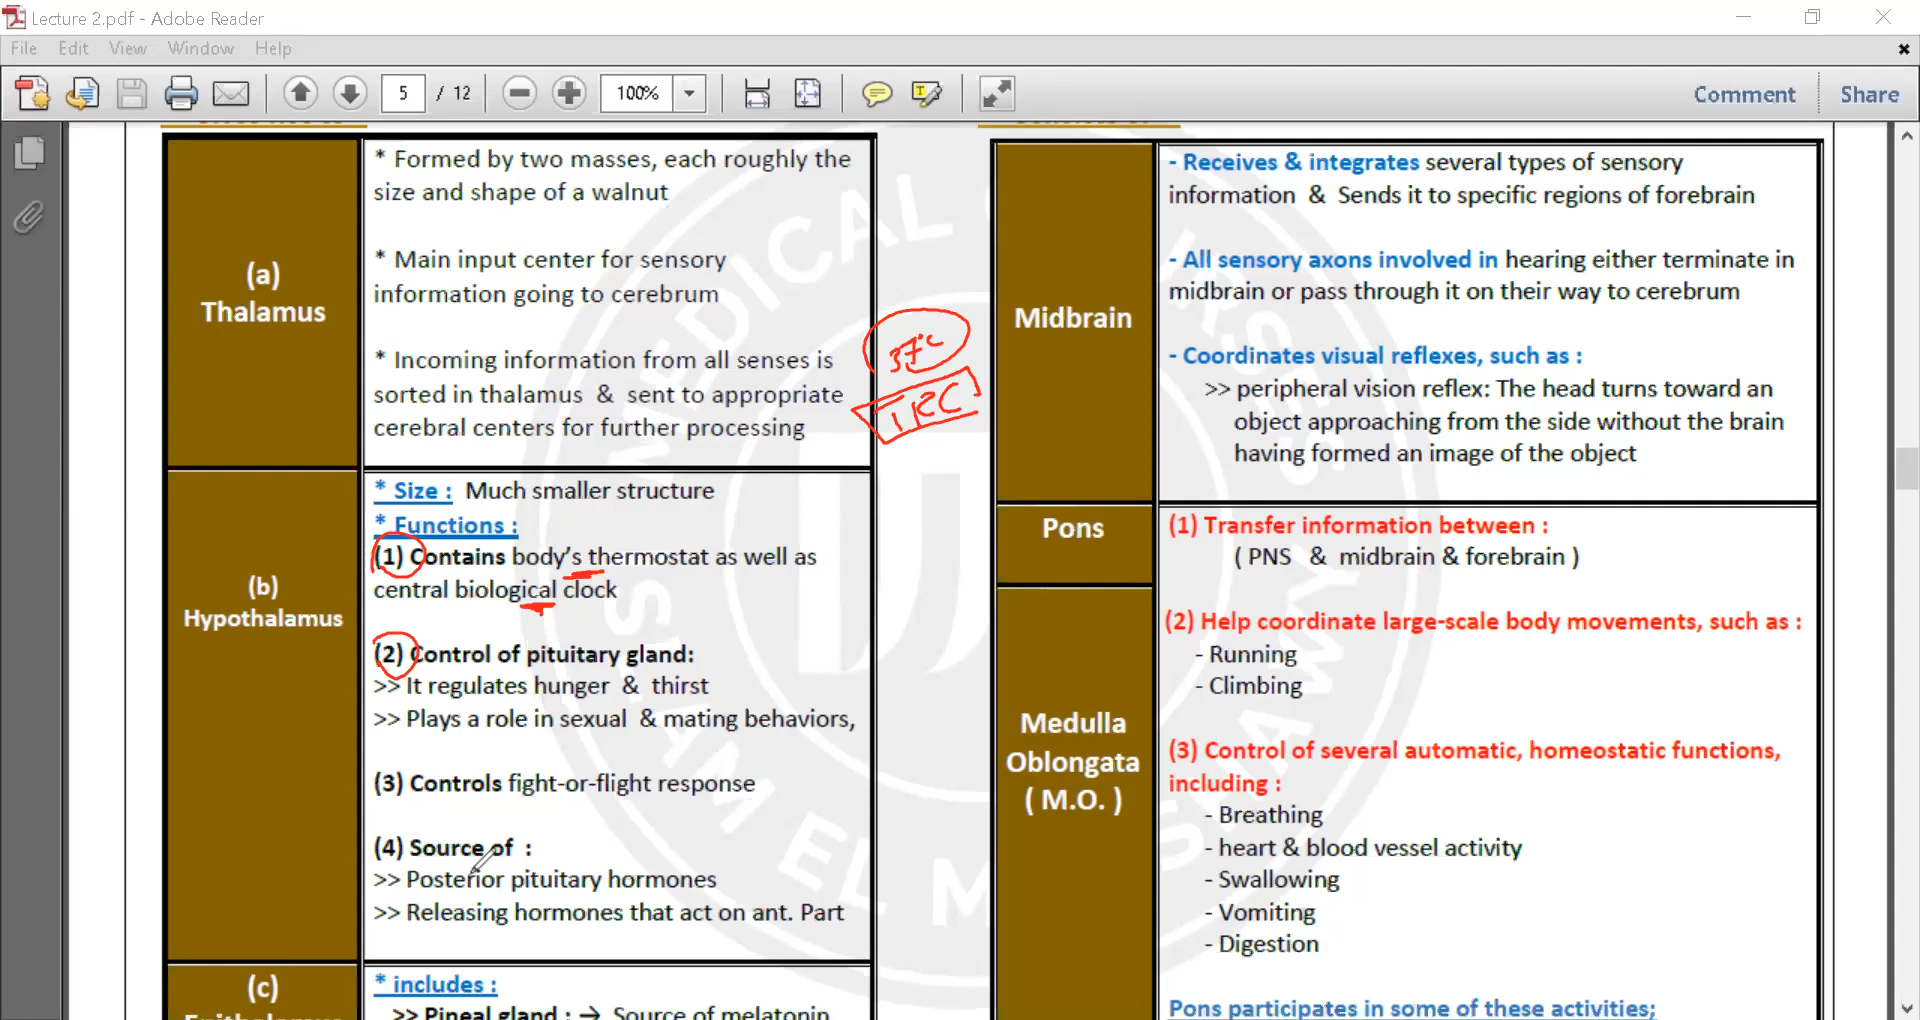 Lecture 2.pdf - Adobe Reader
File Edit View Window Help
5 / 12
100%
Comment
Share
(a)
Thalamus
* Formed by two masses, each roughly the
size and shape of a walnut
* Main input center for sensory
information going to cerebrum
* Incoming information from all senses is
sorted in thalamus & sent to appropriate
cerebral centers for further processing
(b)
Hypothalamus
* Size : Much smaller structure
* Functions :
(1) Contains body's thermostat as well as
central biological clock
(2) Control of pituitary gland:
>> It regulates hunger & thirst
>> Plays a role in sexual & mating behaviors,
(3) Controls fight-or-flight response
(4) Source of :
>> Posterior pituitary hormones
>> Releasing hormones that act on ant. Part
(c)
Epithalamus
* includes :
>> Pineal gland : → Source of melatonin
37°C
TRC
Midbrain
- Receives & integrates several types of sensory
information & Sends it to specific regions of forebrain
- All sensory axons involved in hearing either terminate in
midbrain or pass through it on their way to cerebrum
- Coordinates visual reflexes, such as :
>> peripheral vision reflex: The head turns toward an
object approaching from the side without the brain
having formed an image of the object
Pons
Medulla
Oblongata
( M.O. )
(1) Transfer information between :
( PNS & midbrain & forebrain )
(2) Help coordinate large-scale body movements, such as :
- Running
- Climbing
(3) Control of several automatic, homeostatic functions,
including :
- Breathing
- heart & blood vessel activity
- Swallowing
- Vomiting
- Digestion
Pons participates in some of these activities;